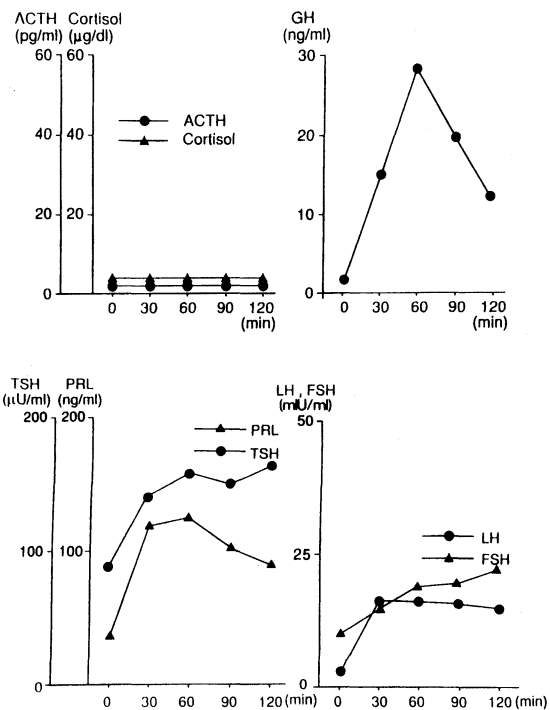 ACTH Cortisol
(pg/ml) (μg/dl)
60 60
40 40
20 20
0
ACTH
Cortisol
0 30 60 90 120
(min)
GH
(ng/ml)
30
20
10
0
0 30 60 90 120
(min)
TSH PRL
(μU/ml) (ng/ml)
200 200
100 100
0
PRL
TSH
0 30 60 90 120 (min)
LH , FSH
(mIU/ml)
50
25
0
LH
FSH
0 30 60 90 120 (min)